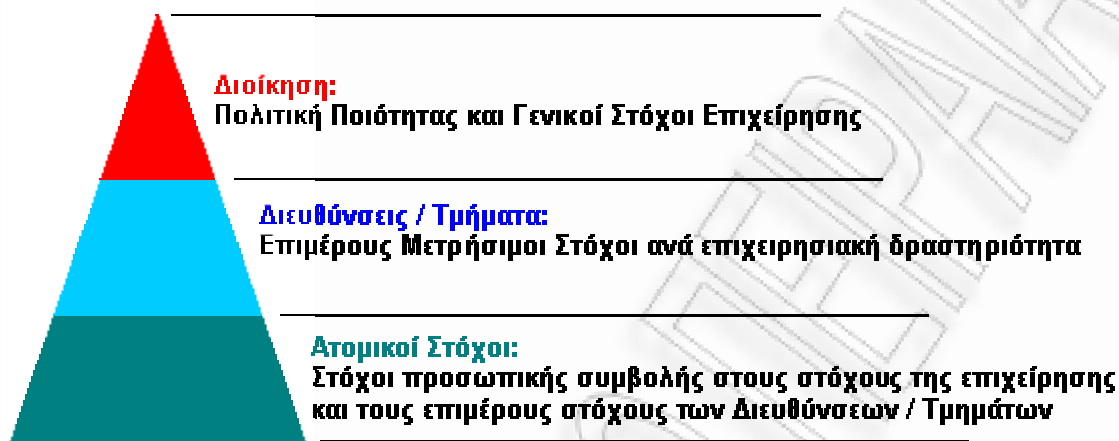 Διοίκηση:
Πολιτική Ποιότητας και Γενικοί Στόχοι Επιχείρησης
Διευθύνσεις / Τμήματα:
Επιμέρους Μετρήσιμοι Στόχοι ανά επιχειρησιακή δραστηριότητα
Ατομικοί Στόχοι:
Στόχοι προσωπικής συμβολής στους στόχους της επιχείρησης
και τους επιμέρους στόχους των Διευθύνσεων / Τμημάτων